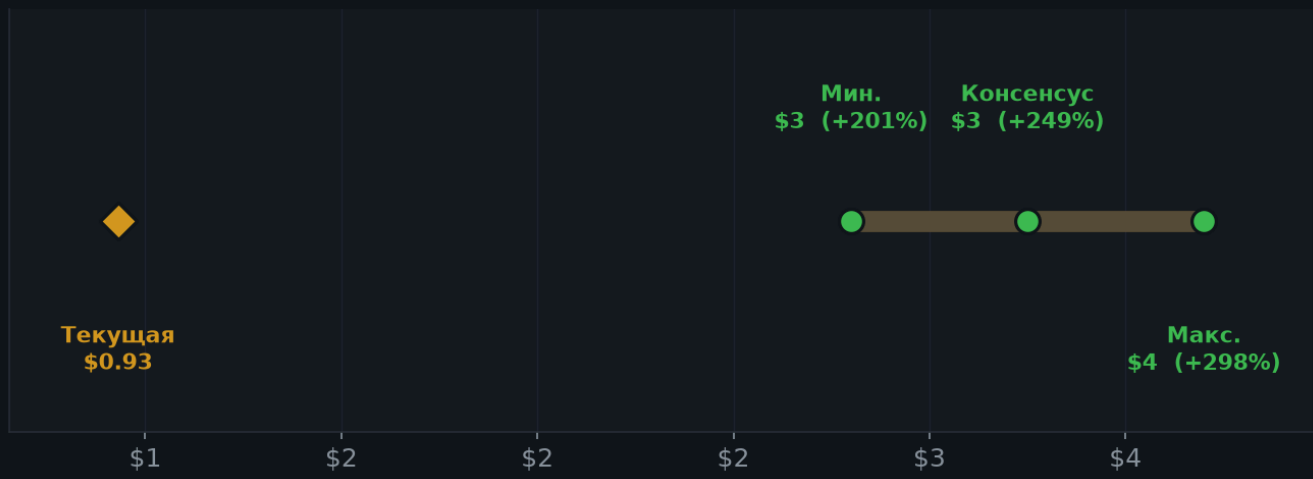 Мин.
$3 (+201%)
Консенсус
$3 (+249%)
Текущая
$0.93
Макс.
$4 (+298%)
$1
$2
$2
$2
$3
$4